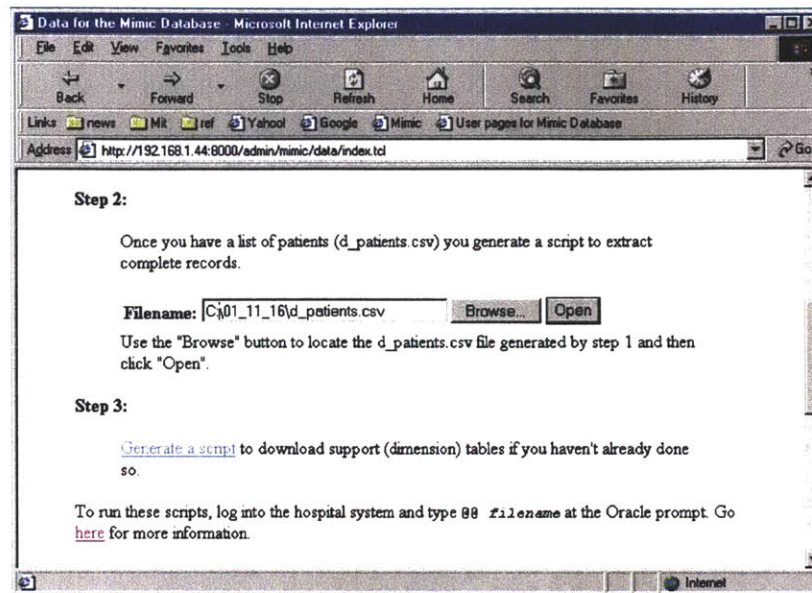 Data for the Mimic Database - Microsoft Internet Explorer
File Edit View Favorites Tools Help
Back Forward Stop Refresh Home Search Favorites History
Links news Mit ref Yahoo! Google Mimic User pages for Mimic Database
Address http://192.168.1.44:8000/admin/mimic/data/index.tcl Go
Step 2:
Once you have a list of patients (d_patients.csv) you generate a script to extract
complete records.
Filename: C:\01_11_16\d_patients.csv Browse... Open
Use the "Browse" button to locate the d_patients.csv file generated by step 1 and then
click "Open".
Step 3:
Generate a script to download support (dimension) tables if you haven't already done
so.
To run these scripts, log into the hospital system and type @@ filename at the Oracle prompt. Go
here for more information.
Internet